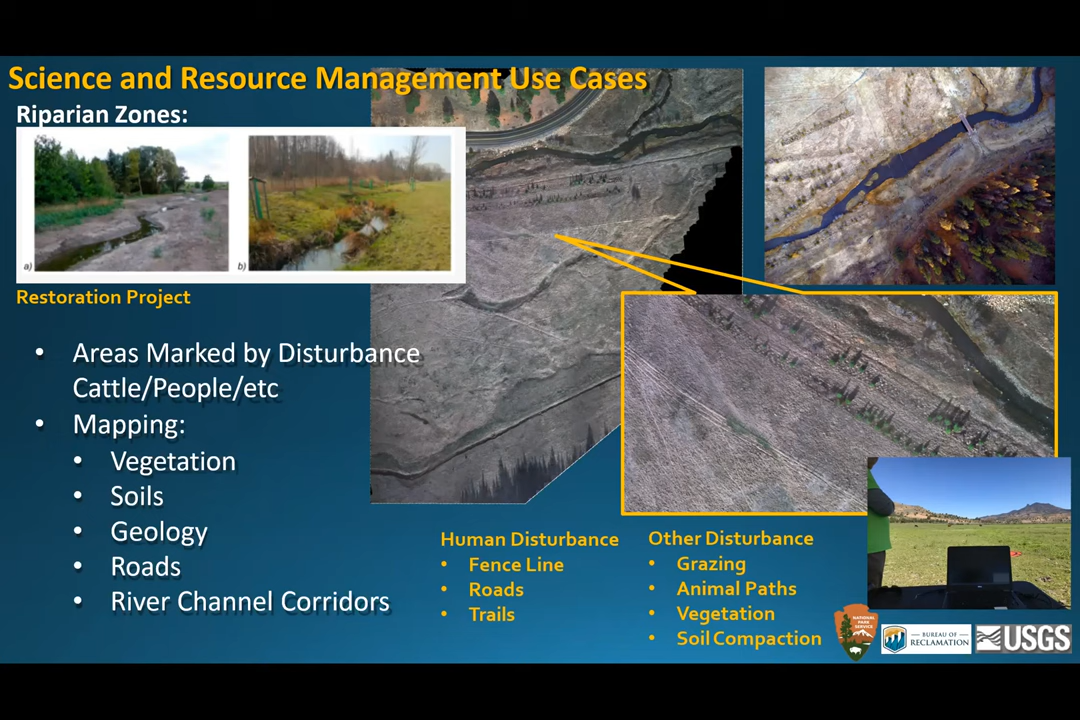 Science and Resource Management Use Cases
Riparian Zones:
a)
b)
Restoration Project
• Areas Marked by Disturbance
Cattle/People/etc
• Mapping:
• Vegetation
• Soils
• Geology
• Roads
• River Channel Corridors
Human Disturbance
• Fence Line
• Roads
• Trails
Other Disturbance
• Grazing
• Animal Paths
• Vegetation
• Soil Compaction
NATIONAL
PARK
SERVICE
BUREAU OF
RECLAMATION
USGS